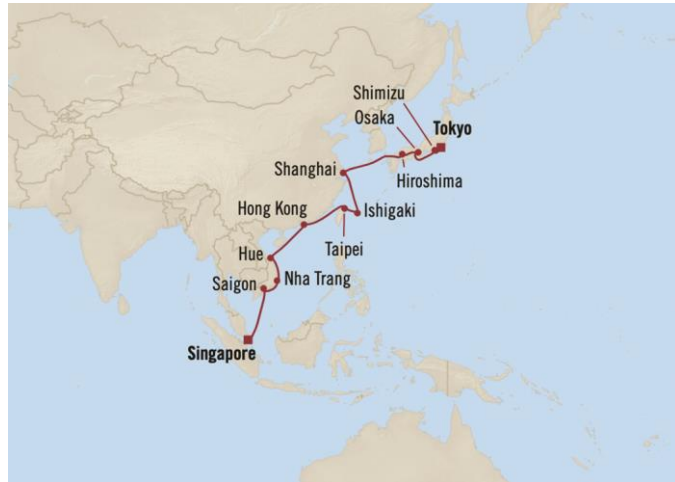 Shimizu
Osaka
Tokyo
Shanghai
Hiroshima
Hong Kong
Ishigaki
Taipei
Hue
Nha Trang
Saigon
Singapore